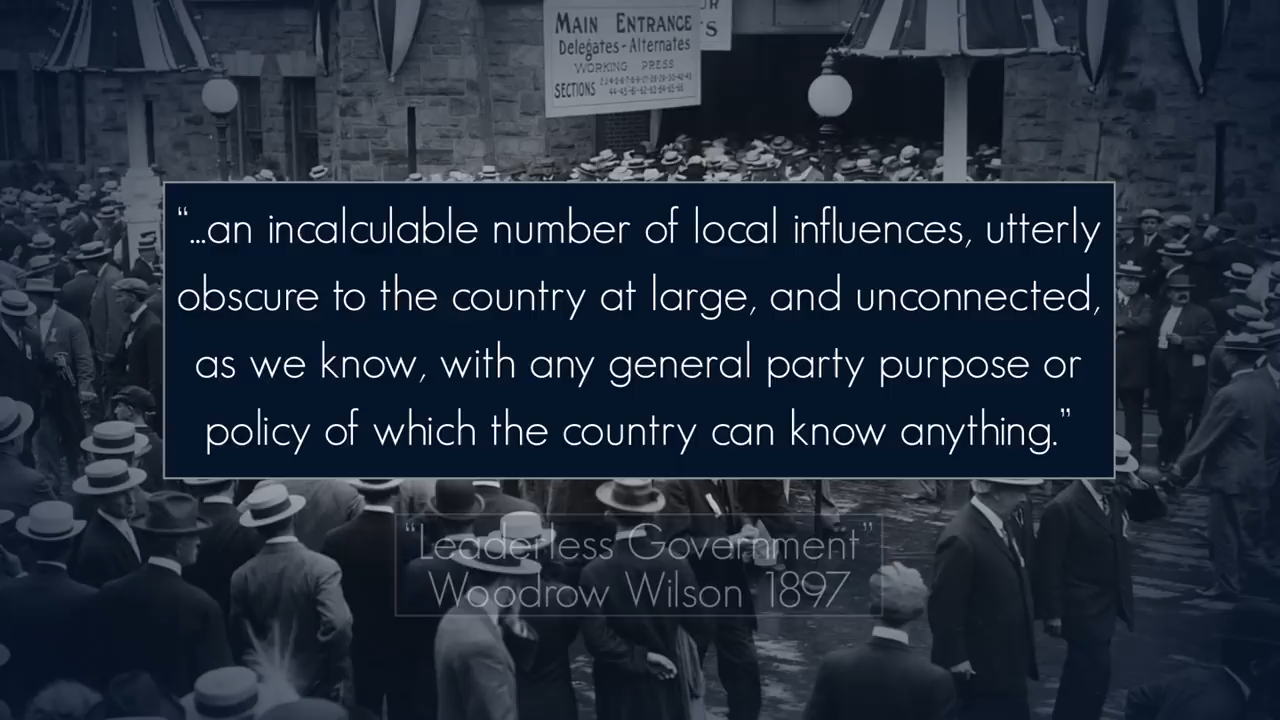 MAIN ENTRANCE
Delegates-Alternates
WORKING PRESS
SECTIONS
“...an incalculable number of local influences, utterly
obscure to the country at large, and unconnected,
as we know, with any general party purpose or
policy of which the country can know anything.”
“Leaderless Government”
Woodrow Wilson 1897